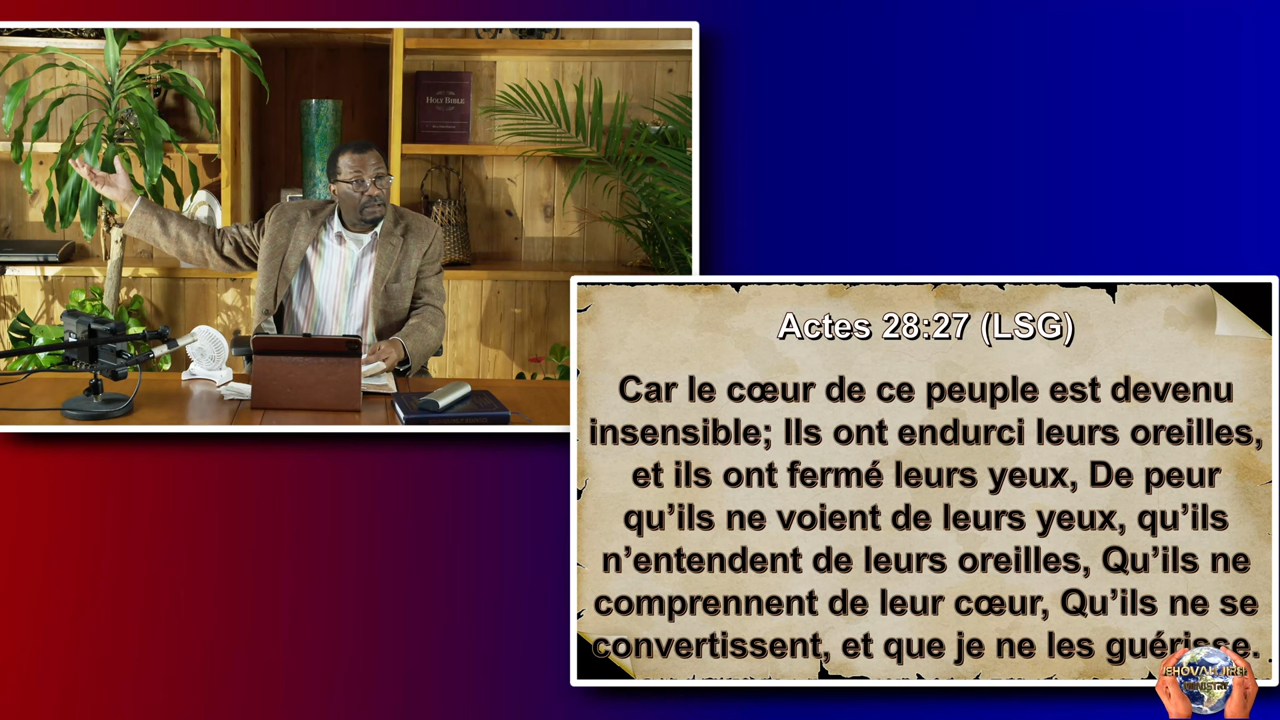 HOLY BIBLE
Actes 28:27 (LSG)
Car le cœur de ce peuple est devenu
insensible; Ils ont endurci leurs oreilles,
et ils ont fermé leurs yeux, De peur
qu’ils ne voient de leurs yeux, qu’ils
n’entendent de leurs oreilles, Qu’ils ne
comprennent de leur cœur, Qu’ils ne se
convertissent, et que je ne les guérisse.
MINISTRY